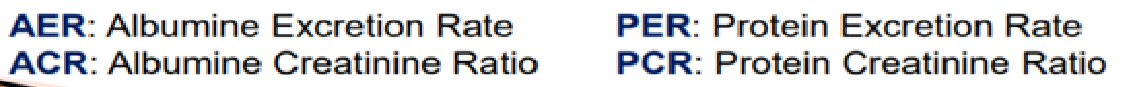 AER: Albumine Excretion Rate PER: Protein Excretion Rate
ACR: Albumine Creatinine Ratio PCR: Protein Creatinine Ratio